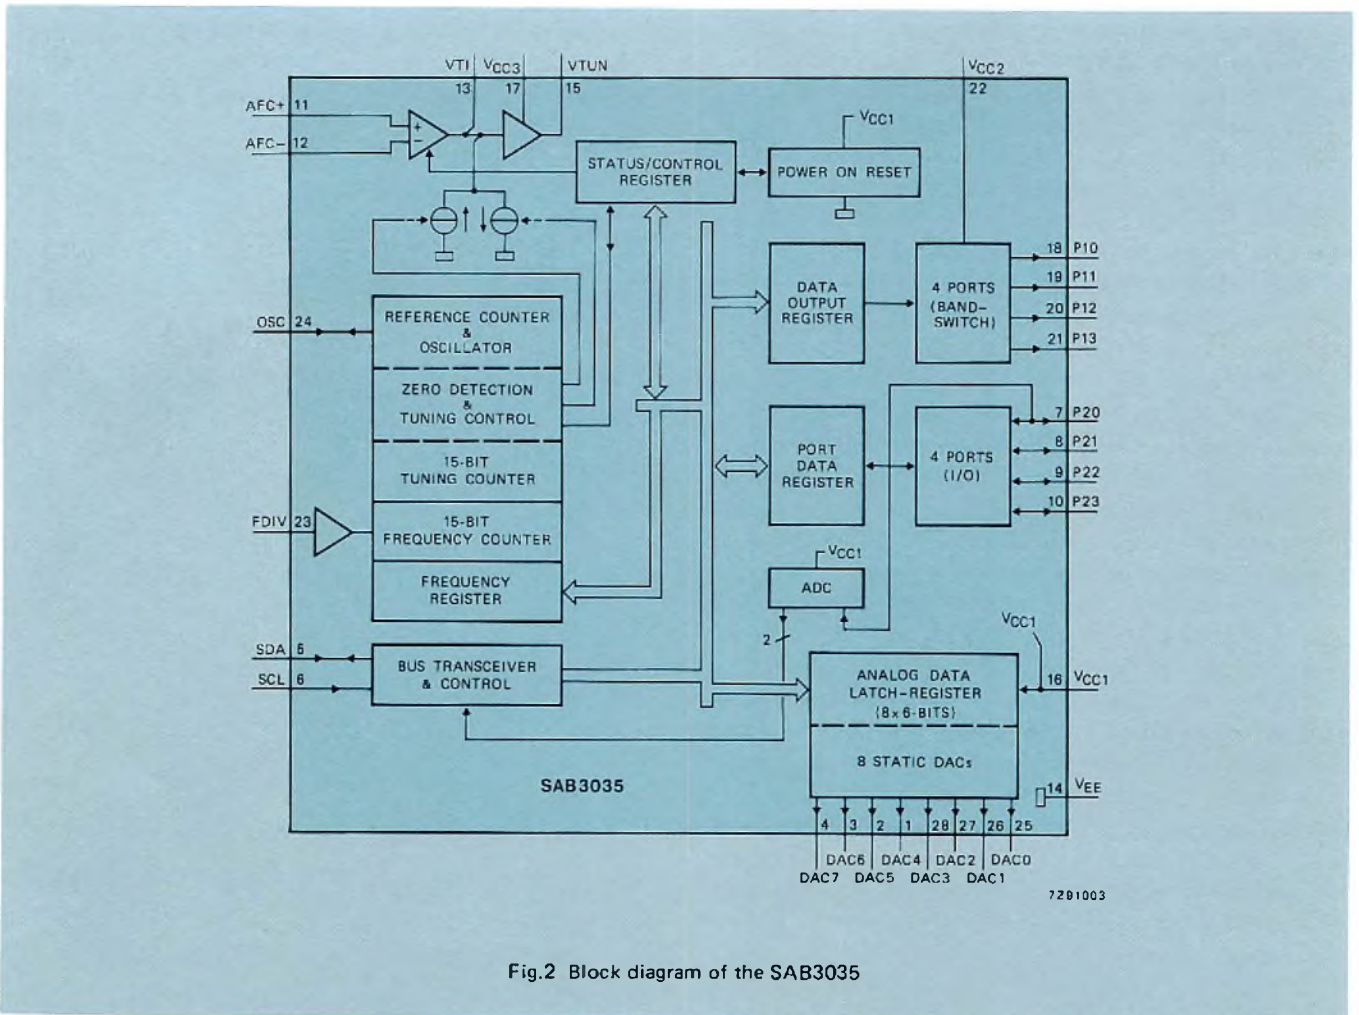 VTI VCC3 VTUN VCC2
13 17 15 22
AFC+ 11
AFC– 12
VCC1
STATUS/CONTROL
REGISTER
POWER ON RESET
DATA
OUTPUT
REGISTER
4 PORTS
(BAND-
SWITCH)
18 P10
19 P11
20 P12
21 P13
OSC 24
REFERENCE COUNTER
&
OSCILLATOR
ZERO DETECTION
&
TUNING CONTROL
15-BIT
TUNING COUNTER
FDIV 23
15-BIT
FREQUENCY COUNTER
FREQUENCY
REGISTER
PORT
DATA
REGISTER
4 PORTS
(I/O)
7 P20
8 P21
9 P22
10 P23
VCC1
ADC
2
SDA 5
SCL 6
BUS TRANSCEIVER
& CONTROL
VCC1
16 VCC1
ANALOG DATA
LATCH-REGISTER
(8x6-BITS)
8 STATIC DACs
14 VEE
SAB3035
4 3 2 1 28 27 26 25
DAC6 DAC4 DAC2 DAC0
DAC7 DAC5 DAC3 DAC1
7Z91003
Fig.2 Block diagram of the SAB3035